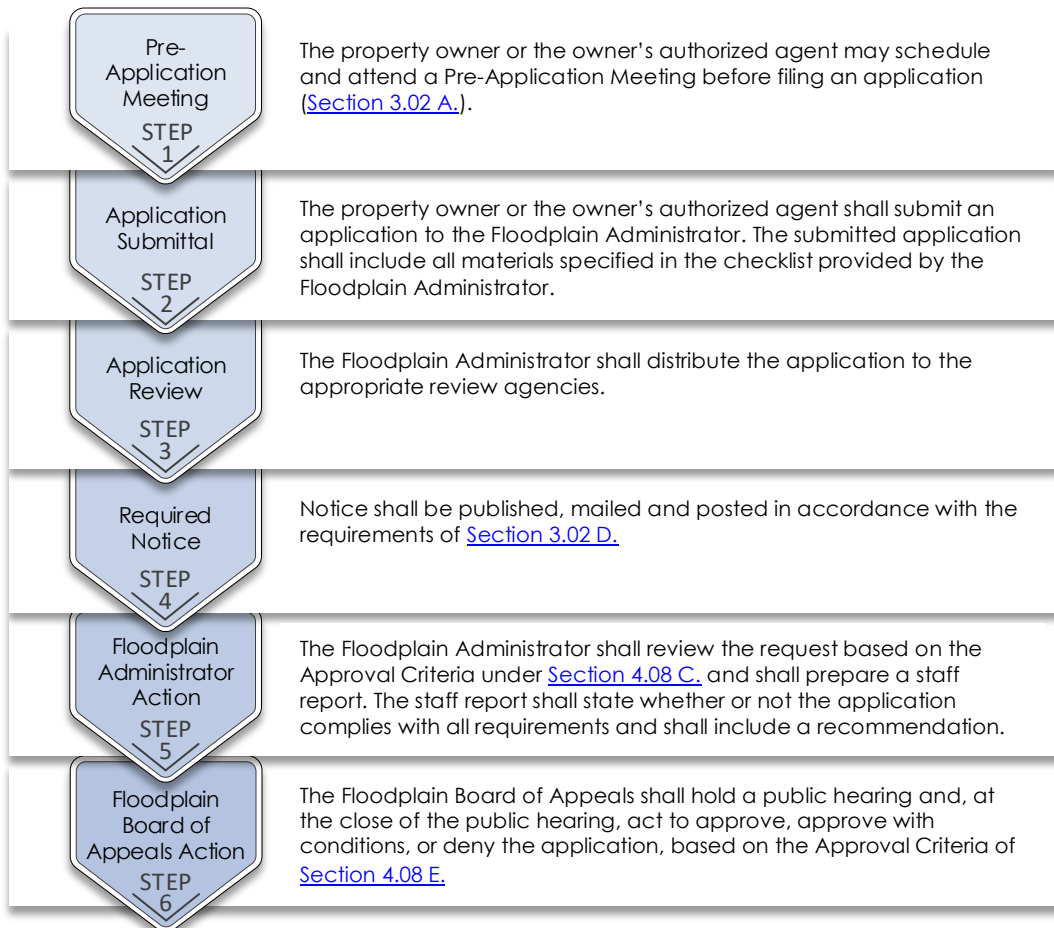 Pre-
Application
Meeting
STEP
1
The property owner or the owner’s authorized agent may schedule
and attend a Pre-Application Meeting before filing an application
(Section 3.02 A.).
Application
Submittal
STEP
2
The property owner or the owner’s authorized agent shall submit an
application to the Floodplain Administrator. The submitted application
shall include all materials specified in the checklist provided by the
Floodplain Administrator.
Application
Review
STEP
3
The Floodplain Administrator shall distribute the application to the
appropriate review agencies.
Required
Notice
STEP
4
Notice shall be published, mailed and posted in accordance with the
requirements of Section 3.02 D.
Floodplain
Administrator
Action
STEP
5
The Floodplain Administrator shall review the request based on the
Approval Criteria under Section 4.08 C. and shall prepare a staff
report. The staff report shall state whether or not the application
complies with all requirements and shall include a recommendation.
Floodplain
Board of
Appeals Action
STEP
6
The Floodplain Board of Appeals shall hold a public hearing and, at
the close of the public hearing, act to approve, approve with
conditions, or deny the application, based on the Approval Criteria of
Section 4.08 E.